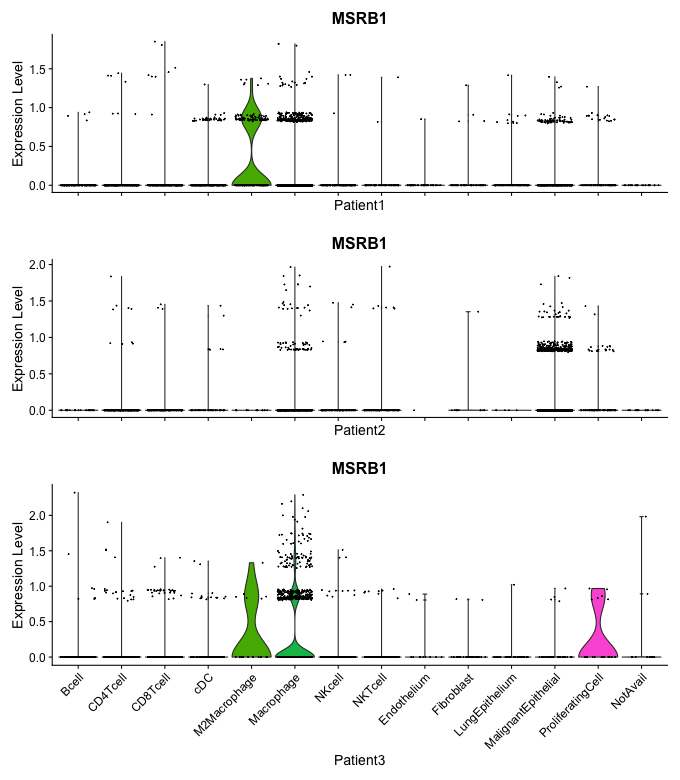 MSRB1
Expression Level
1.5
1.0
0.5
0.0
Patient1
MSRB1
Expression Level
2.0
1.5
1.0
0.5
0.0
Patient2
MSRB1
Expression Level
2.0
1.5
1.0
0.5
0.0
Bcell
CD4Tcell
CD8Tcell
cDC
M2Macrophage
Macrophage
NKcell
NKTcell
Endothelium
Fibroblast
LungEpithelium
MalignantEpithelial
ProliferatingCell
NotAvail
Patient3